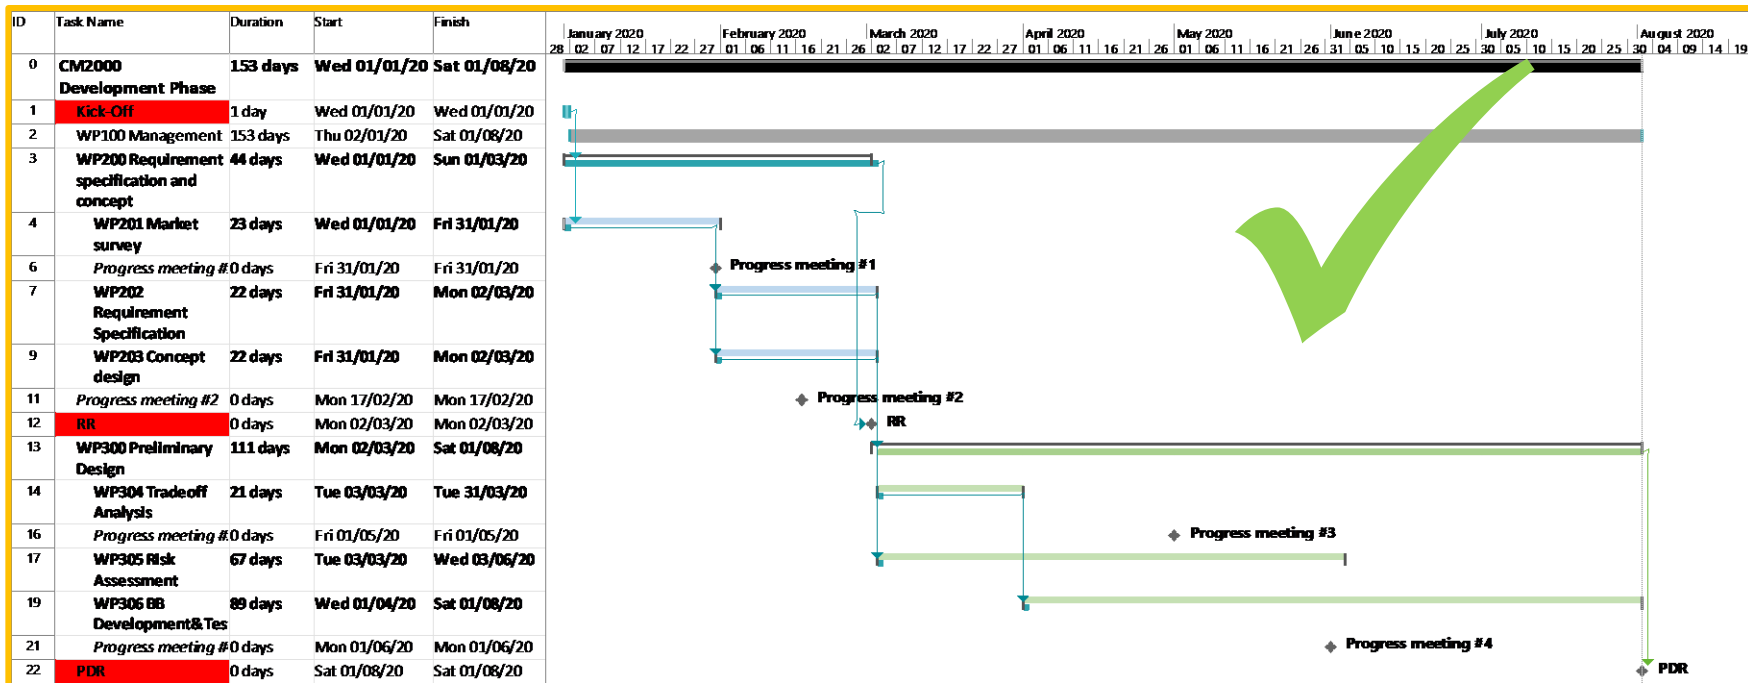 ID Task Name Duration Start Finish
January 2020 February 2020 March 2020 April 2020 May 2020 June 2020 July 2020 August 2020
28 02 07 12 17 22 27 01 06 11 16 21 26 02 07 12 17 22 27 01 06 11 16 21 26 01 06 11 16 21 26 31 05 10 15 20 25 30 05 10 15 20 25 30 04 09 14 19
0 CM2000 153 days Wed 01/01/20 Sat 01/08/20
Development Phase
1 Kick-Off 1 day Wed 01/01/20 Wed 01/01/20
2 WP100 Management 153 days Thu 02/01/20 Sat 01/08/20
3 WP200 Requirement 44 days Wed 01/01/20 Sun 01/03/20
specification and
concept
4 WP201 Market 23 days Wed 01/01/20 Fri 31/01/20
survey
6 Progress meeting # 0 days Fri 31/01/20 Fri 31/01/20 Progress meeting #1
7 WP202 22 days Fri 31/01/20 Mon 02/03/20
Requirement
Specification
9 WP203 Concept 22 days Fri 31/01/20 Mon 02/03/20
design
11 Progress meeting #2 0 days Mon 17/02/20 Mon 17/02/20 Progress meeting #2
12 RR 0 days Mon 02/03/20 Mon 02/03/20 RR
13 WP300 Preliminary 111 days Mon 02/03/20 Sat 01/08/20
Design
14 WP304 Tradeoff 21 days Tue 03/03/20 Tue 31/03/20
Analysis
16 Progress meeting # 0 days Fri 01/05/20 Fri 01/05/20 Progress meeting #3
17 WP305 Risk 67 days Tue 03/03/20 Wed 03/06/20
Assessment
19 WP306 BB 89 days Wed 01/04/20 Sat 01/08/20
Development&Tes
21 Progress meeting # 0 days Mon 01/06/20 Mon 01/06/20 Progress meeting #4
22 PDR 0 days Sat 01/08/20 Sat 01/08/20 PDR